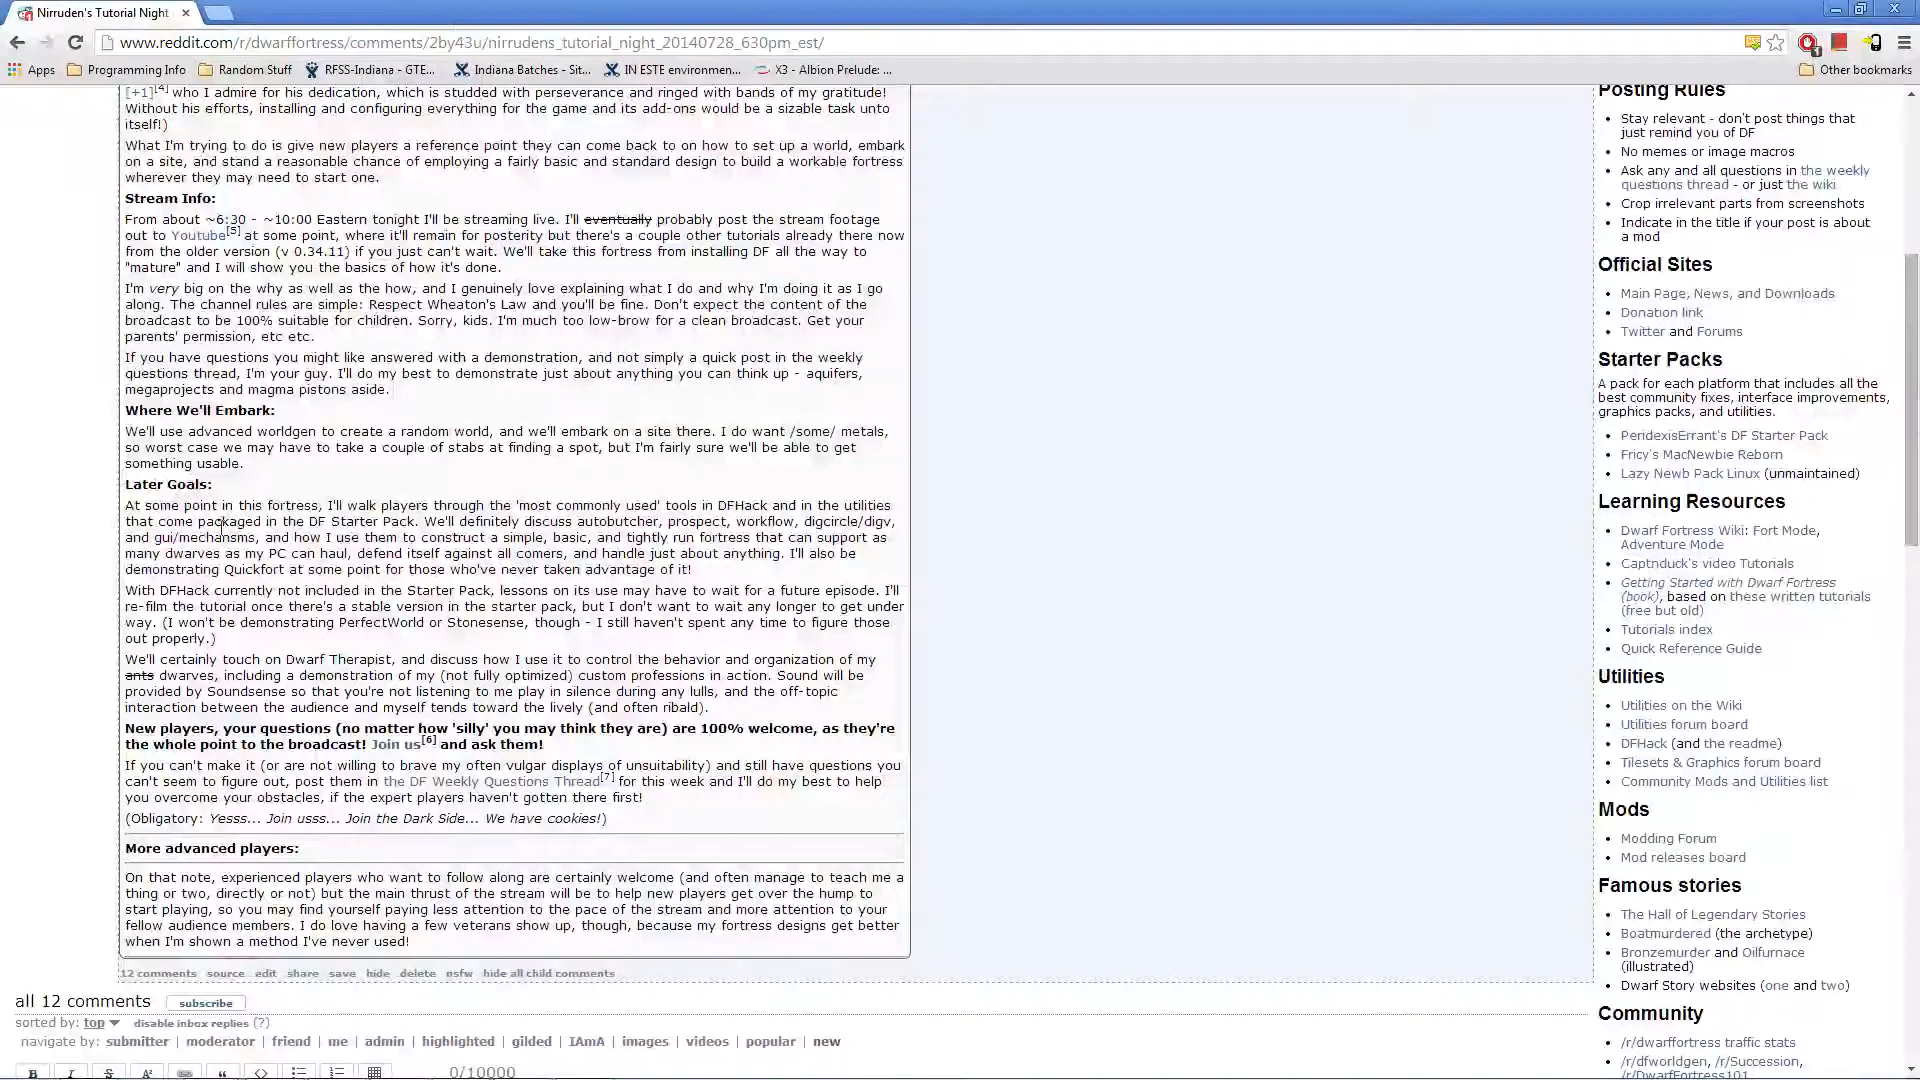 Nirruden's Tutorial Night
www.reddit.com/r/dwarffortress/comments/2by43u/nirrudens_tutorial_night_20140728_630pm_est/
Apps Programming Info Random Stuff RFSS-Indiana - GTE... Indiana Batches - Sit... IN ESTE environmen... X3 - Albion Prelude: ... Other bookmarks
[+1][4] who I admire for his dedication, which is studded with perseverance and ringed with bands of my gratitude!
Without his efforts, installing and configuring everything for the game and its add-ons would be a sizable task unto
itself!)
What I'm trying to do is give new players a reference point they can come back to on how to set up a world, embark
on a site, and stand a reasonable chance of employing a fairly basic and standard design to build a workable fortress
wherever they may need to start one.
Stream Info:
From about ~6:30 - ~10:00 Eastern tonight I'll be streaming live. I'll eventually probably post the stream footage
out to Youtube[5] at some point, where it'll remain for posterity but there's a couple other tutorials already there now
from the older version (v 0.34.11) if you just can't wait. We'll take this fortress from installing DF all the way to
"mature" and I will show you the basics of how it's done.
I'm very big on the why as well as the how, and I genuinely love explaining what I do and why I'm doing it as I go
along. The channel rules are simple: Respect Wheaton's Law and you'll be fine. Don't expect the content of the
broadcast to be 100% suitable for children. Sorry, kids. I'm much too low-brow for a clean broadcast. Get your
parents' permission, etc etc.
If you have questions you might like answered with a demonstration, and not simply a quick post in the weekly
questions thread, I'm your guy. I'll do my best to demonstrate just about anything you can think up - aquifers,
megaprojects and magma pistons aside.
Where We'll Embark:
We'll use advanced worldgen to create a random world, and we'll embark on a site there. I do want /some/ metals,
so worst case we may have to take a couple of stabs at finding a spot, but I'm fairly sure we'll be able to get
something usable.
Later Goals:
At some point in this fortress, I'll walk players through the 'most commonly used' tools in DFHack and in the utilities
that come packaged in the DF Starter Pack. We'll definitely discuss autobutcher, prospect, workflow, digcircle/digv,
and gui/mechanisms, and how I use them to construct a simple, basic, and tightly run fortress that can support as
many dwarves as my PC can haul, defend itself against all comers, and handle just about anything. I'll also be
demonstrating Quickfort at some point for those who've never taken advantage of it!
With DFHack currently not included in the Starter Pack, lessons on its use may have to wait for a future episode. I'll
re-film the tutorial once there's a stable version in the starter pack, but I don't want to wait any longer to get under
way. (I won't be demonstrating PerfectWorld or Stonesense, though - I still haven't spent any time to figure those
out properly.)
We'll certainly touch on Dwarf Therapist, and discuss how I use it to control the behavior and organization of my
ants dwarves, including a demonstration of my (not fully optimized) custom professions in action. Sound will be
provided by Soundsense so that you're not listening to me play in silence during any lulls, and the off-topic
interaction between the audience and myself tends toward the lively (and often ribald).
New players, your questions (no matter how 'silly' you may think they are) are 100% welcome, as they're
the whole point to the broadcast! Join us[6] and ask them!
If you can't make it (or are not willing to brave my often vulgar displays of unsuitability) and still have questions you
can't seem to figure out, post them in the DF Weekly Questions Thread[7] for this week and I'll do my best to help
you overcome your obstacles, if the expert players haven't gotten there first!
(Obligatory: Yesss... Join usss... Join the Dark Side... We have cookies!)
More advanced players:
On that note, experienced players who want to follow along are certainly welcome (and often manage to teach me a
thing or two, directly or not) but the main thrust of the stream will be to help new players get over the hump to
start playing, so you may find yourself paying less attention to the pace of the stream and more attention to your
fellow audience members. I do love having a few veterans show up, though, because my fortress designs get better
when I'm shown a method I've never used!
12 comments source edit share save hide delete nsfw hide all child comments
all 12 comments subscribe
sorted by: top disable inbox replies (?)
navigate by: submitter | moderator | friend | me | admin | highlighted | gilded | IAmA | images | videos | popular | new
B I S A 0/10000
Posting Rules
Stay relevant - don't post things that
just remind you of DF
No memes or image macros
Ask any and all questions in the weekly
questions thread - or just the wiki
Crop irrelevant parts from screenshots
Indicate in the title if your post is about
a mod
Official Sites
Main Page, News, and Downloads
Donation link
Twitter and Forums
Starter Packs
A pack for each platform that includes all the
best community fixes, interface improvements,
graphics packs, and utilities.
PeridexisErrant's DF Starter Pack
Fricy's MacNewbie Reborn
Lazy Newb Pack Linux (unmaintained)
Learning Resources
Dwarf Fortress Wiki: Fort Mode,
Adventure Mode
Captnduck's video Tutorials
Getting Started with Dwarf Fortress
(book), based on these written tutorials
(free but old)
Tutorials index
Quick Reference Guide
Utilities
Utilities on the Wiki
Utilities forum board
DFHack (and the readme)
Tilesets & Graphics forum board
Community Mods and Utilities list
Mods
Modding Forum
Mod releases board
Famous stories
The Hall of Legendary Stories
Boatmurdered (the archetype)
Bronzemurder and Oilfurnace
(illustrated)
Dwarf Story websites (one and two)
Community
/r/dwarffortress traffic stats
/r/dfworldgen, /r/Succession,
/r/DwarfFortress101